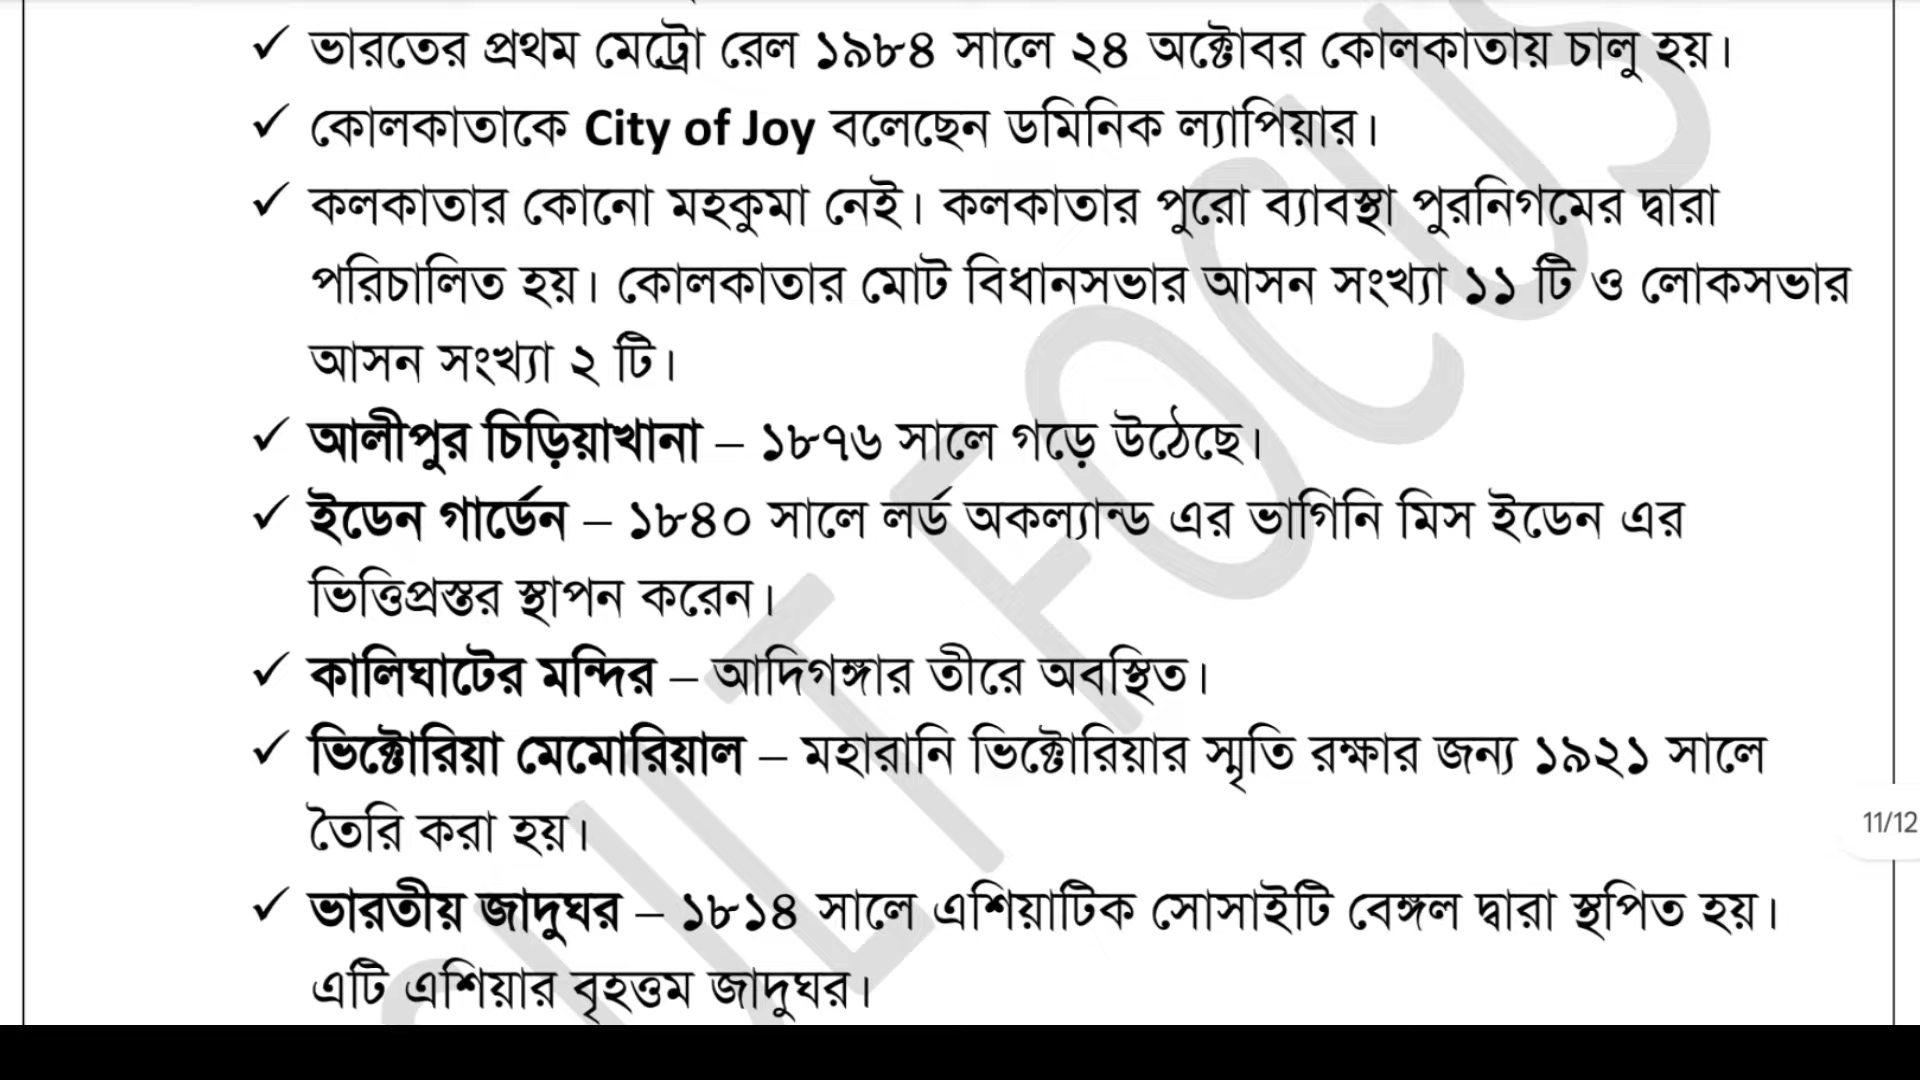 ✓ ভারতের প্রথম মেট্রো রেল ১৯৮৪ সালে ২৪ অক্টোবর কোলকাতায় চালু হয়।
✓ কোলকাতাকে City of Joy বলেছেন ডমিনিক ল্যাপিয়ার।
✓ কলকাতার কোনো মহকুমা নেই। কলকাতার পুরো ব্যাবস্থা পুরনিগমের দ্বারা
পরিচালিত হয়। কোলকাতার মোট বিধানসভার আসন সংখ্যা ১১ টি ও লোকসভার
আসন সংখ্যা ২ টি।
✓ আলীপুর চিড়িয়াখানা – ১৮৭৬ সালে গড়ে উঠেছে।
✓ ইডেন গার্ডেন – ১৮৪০ সালে লর্ড অকল্যান্ড এর ভাগিনি মিস ইডেন এর
ভিত্তিপ্রস্তর স্থাপন করেন।
✓ কালিঘাটের মন্দির – আদিগঙ্গার তীরে অবস্থিত।
✓ ভিক্টোরিয়া মেমোরিয়াল – মহারানি ভিক্টোরিয়ার স্মৃতি রক্ষার জন্য ১৯২১ সালে
তৈরি করা হয়।
11/12
✓ ভারতীয় জাদুঘর – ১৮১৪ সালে এশিয়াটিক সোসাইটি বেঙ্গল দ্বারা স্থপিত হয়।
এটি এশিয়ার বৃহত্তম জাদুঘর।
FOCUS